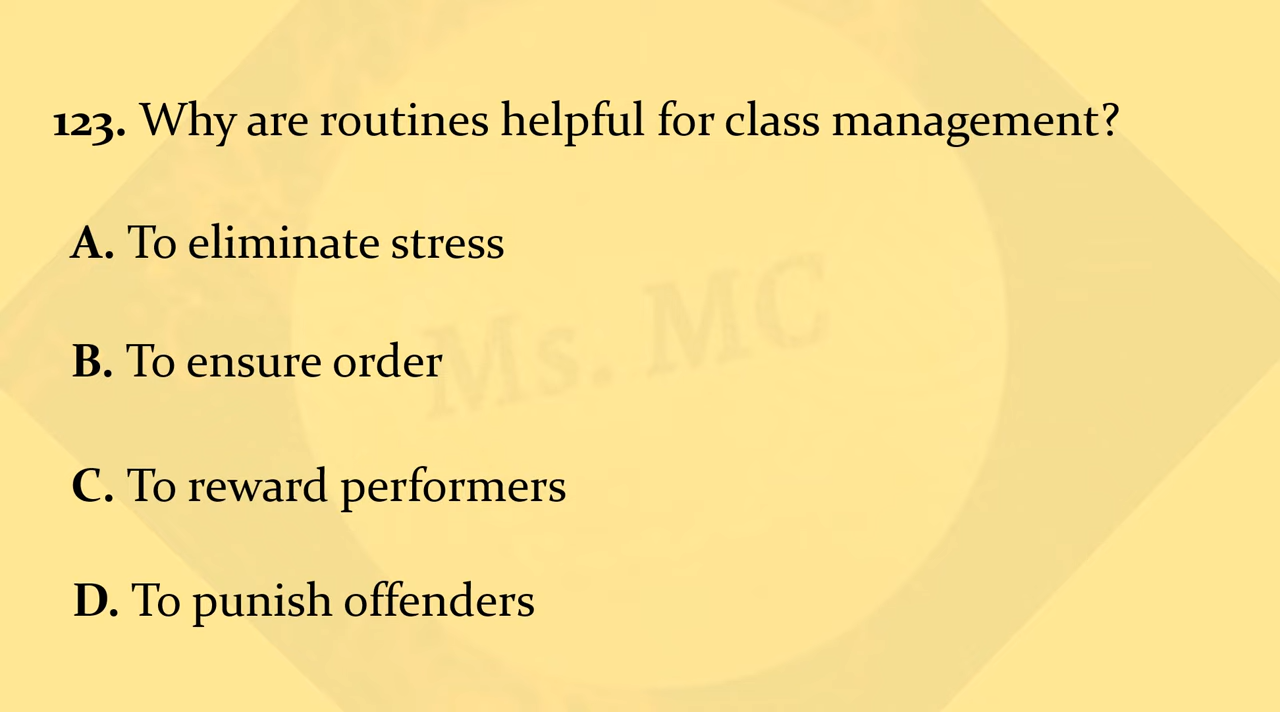 123. Why are routines helpful for class management?
A. To eliminate stress
Ms. MC
B. To ensure order
C. To reward performers
D. To punish offenders